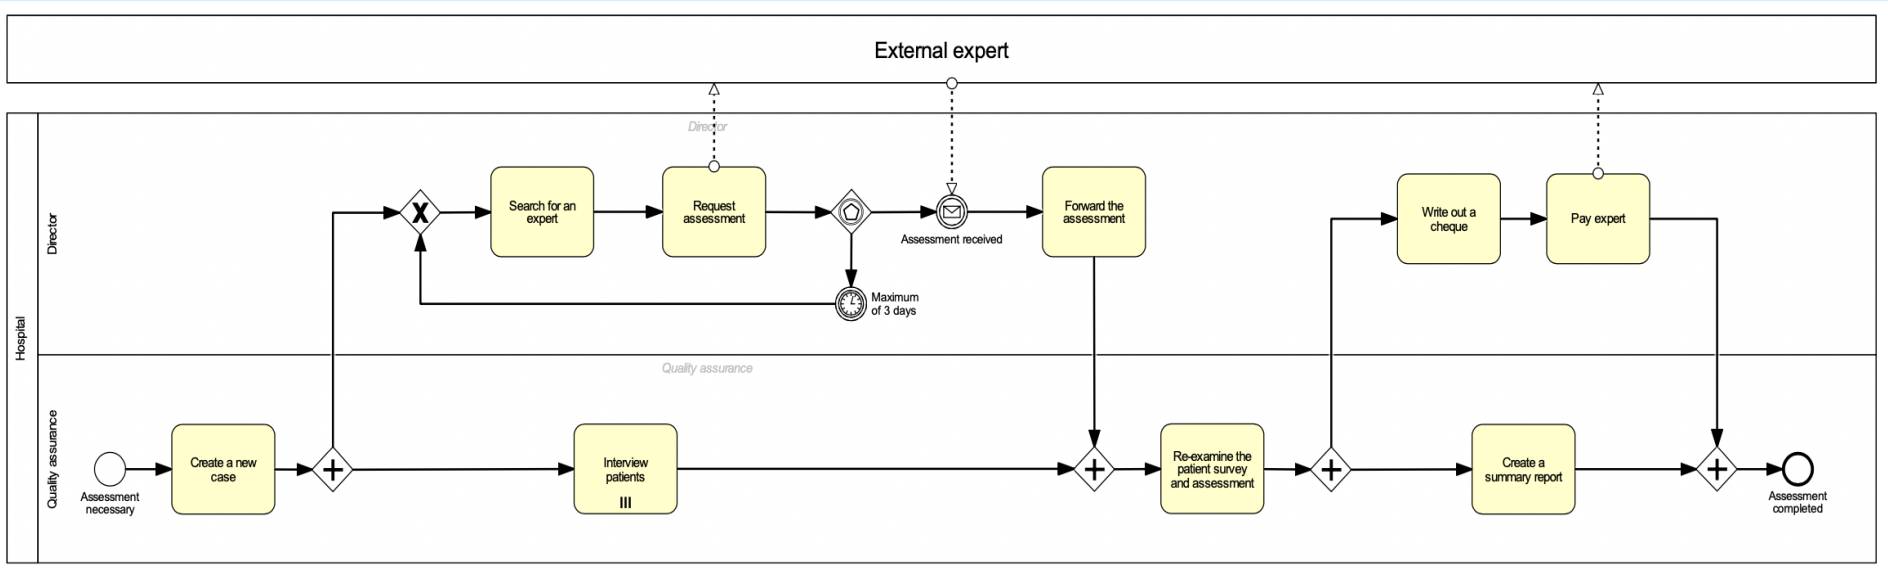 External expert
Hospital
Director
Director
Search for an
expert
Request
assessment
Assessment received
Forward the
assessment
Maximum
of 3 days
Write out a
cheque
Pay expert
Quality assurance
Quality assurance
Assessment
necessary
Create a new
case
Interview
patients
Re-examine the
patient survey
and assessment
Create a
summary report
Assessment
completed